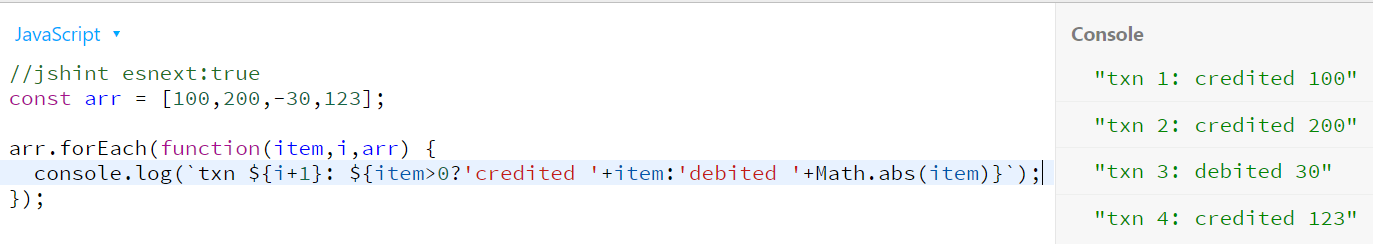 JavaScript ▾
//jshint esnext:true
const arr = [100,200,-30,123];
arr.forEach(function(item,i,arr) {
  console.log(`txn ${i+1}: ${item>0?'credited '+item:'debited '+Math.abs(item)}`);
});
Console
"txn 1: credited 100"
"txn 2: credited 200"
"txn 3: debited 30"
"txn 4: credited 123"